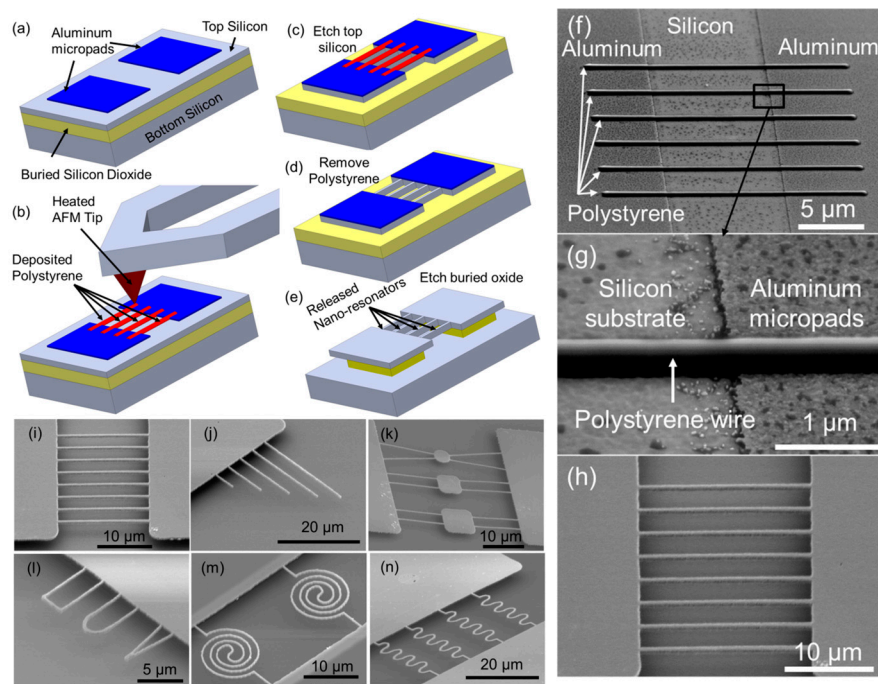 (a)
Aluminum
micropads
Top Silicon
Bottom Silicon
Buried Silicon Dioxide
(b)
Heated
AFM Tip
Deposited
Polystyrene
(c)
Etch top
silicon
(d)
Remove
Polystyrene
(e)
Released
Nano-resonators
Etch buried oxide
(f)
Silicon
Aluminum
Aluminum
Polystyrene
5 µm
(g)
Silicon
substrate
Aluminum
micropads
Polystyrene wire
1 µm
(h)
10 µm
(i)
10 µm
(j)
20 µm
(k)
10 µm
(l)
5 µm
(m)
10 µm
(n)
20 µm